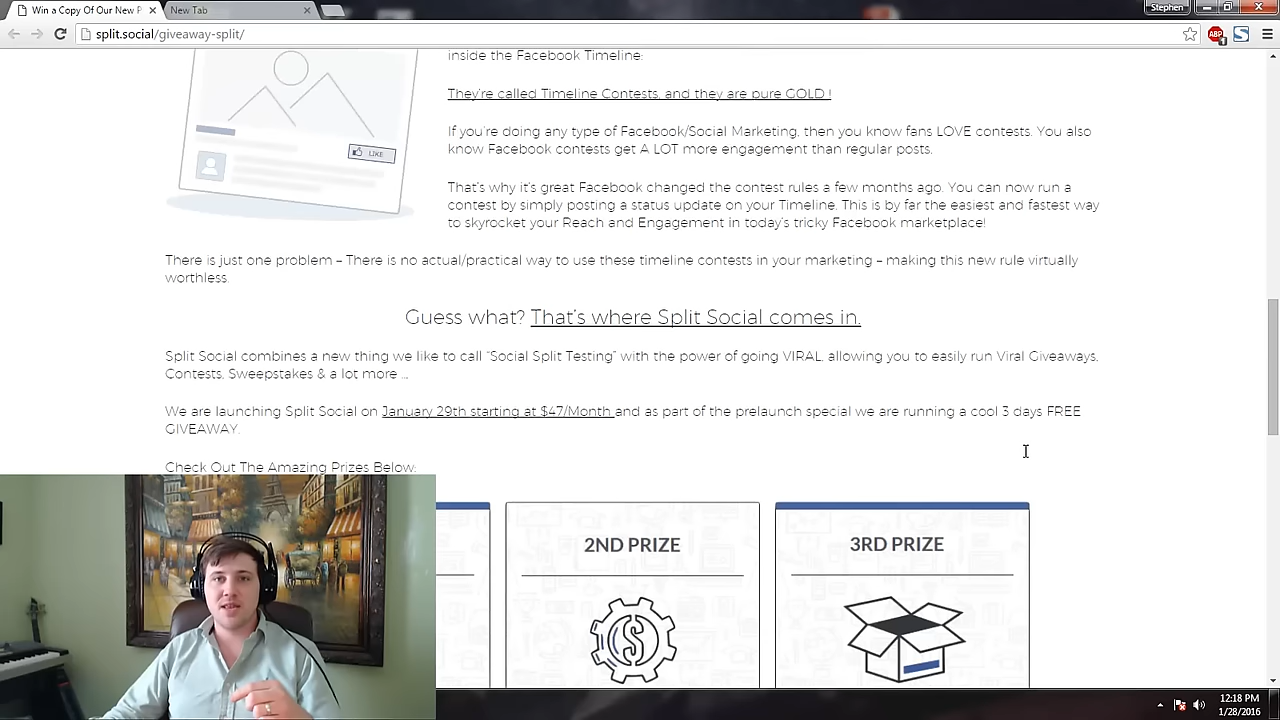 Stephen
Win a Copy Of Our New P
New Tab
split.social/giveaway-split/
ABP
1
S
inside the Facebook Timeline:
They're called Timeline Contests, and they are pure GOLD !
If you're doing any type of Facebook/Social Marketing, then you know fans LOVE contests. You also
know Facebook contests get A LOT more engagement than regular posts.
LIKE
That's why it's great Facebook changed the contest rules a few months ago. You can now run a
contest by simply posting a status update on your Timeline. This is by far the easiest and fastest way
to skyrocket your Reach and Engagement in today's tricky Facebook marketplace!
There is just one problem – There is no actual/practical way to use these timeline contests in your marketing – making this new rule virtually
worthless.
Guess what? That's where Split Social comes in.
Split Social combines a new thing we like to call "Social Split Testing" with the power of going VIRAL, allowing you to easily run Viral Giveaways,
Contests, Sweepstakes & a lot more ...
We are launching Split Social on January 29th starting at $47/Month and as part of the prelaunch special we are running a cool 3 days FREE
GIVEAWAY.
Check Out The Amazing Prizes Below:
2ND PRIZE
3RD PRIZE
$
12:18 PM
1/28/2016